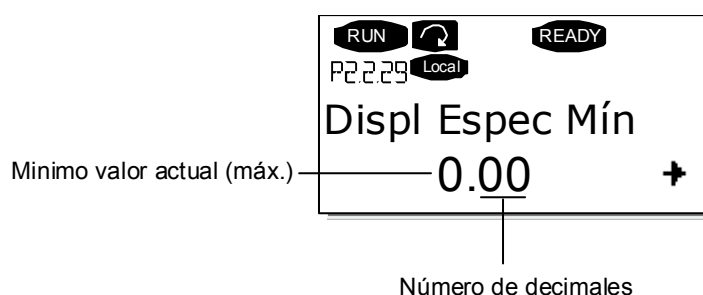 RUN READY
P2.2.29 Local
Displ Espec Mín
Minimo valor actual (máx.) 0.00
Número de decimales